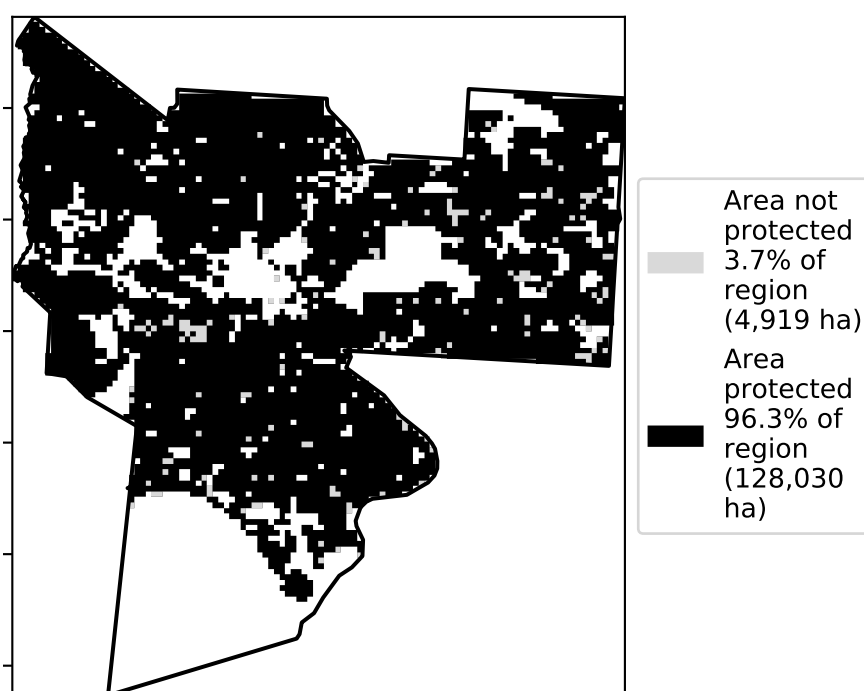 Area not
protected
3.7% of
region
(4,919 ha)
Area
protected
96.3% of
region
(128,030
ha)